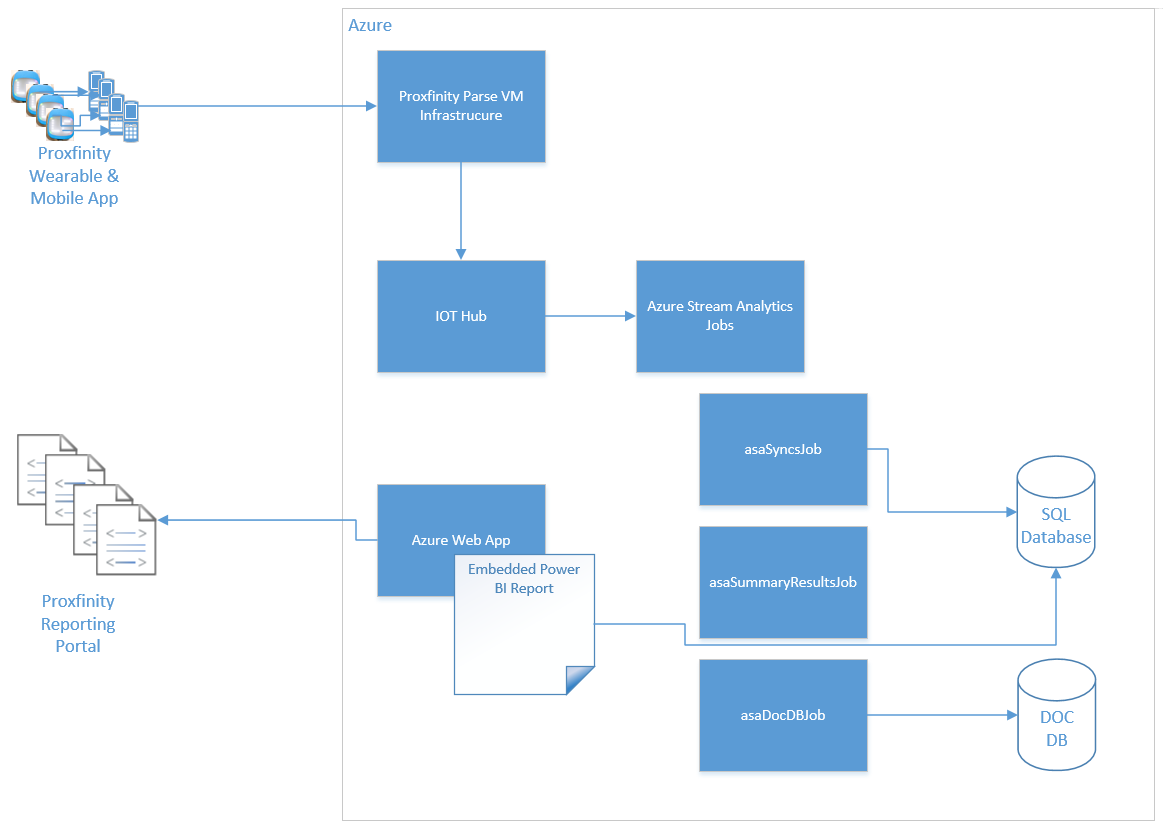 Azure
Proxfinity Parse VM
Infrastrucure
Proxfinity
Wearable &
Mobile App
IOT Hub
Azure Stream Analytics
Jobs
asaSyncsJob
SQL
Database
Azure Web App
Embedded Power
BI Report
asaSummaryResultsJob
Proxfinity
Reporting
Portal
asaDocDBJob
DOC
DB